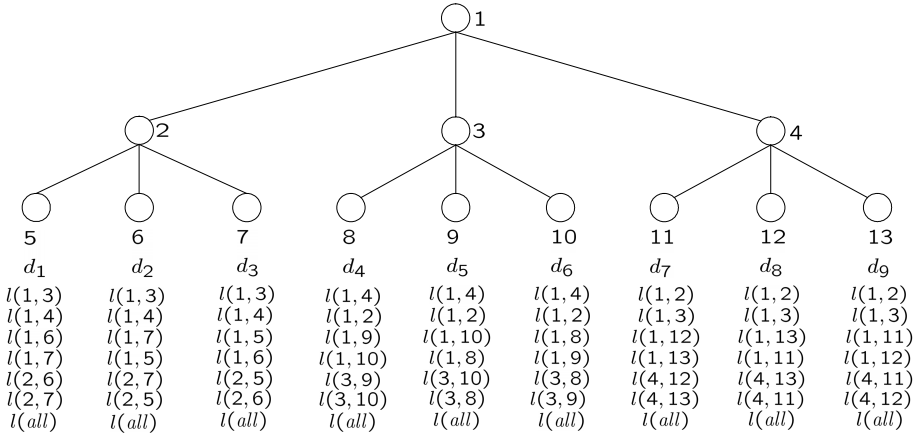 1
2 3 4
5 6 7 8 9 10 11 12 13
d1 d2 d3 d4 d5 d6 d7 d8 d9
l(1,3) l(1,3) l(1,3) l(1,4) l(1,4) l(1,4) l(1,2) l(1,2) l(1,2)
l(1,4) l(1,4) l(1,4) l(1,2) l(1,2) l(1,2) l(1,3) l(1,3) l(1,3)
l(1,6) l(1,7) l(1,5) l(1,9) l(1,10) l(1,8) l(1,12) l(1,13) l(1,11)
l(1,7) l(1,5) l(1,6) l(1,10) l(1,8) l(1,9) l(1,13) l(1,11) l(1,12)
l(2,6) l(2,7) l(2,5) l(3,9) l(3,10) l(3,8) l(4,12) l(4,13) l(4,11)
l(2,7) l(2,5) l(2,6) l(3,10) l(3,8) l(3,9) l(4,13) l(4,11) l(4,12)
l(all) l(all) l(all) l(all) l(all) l(all) l(all) l(all) l(all)